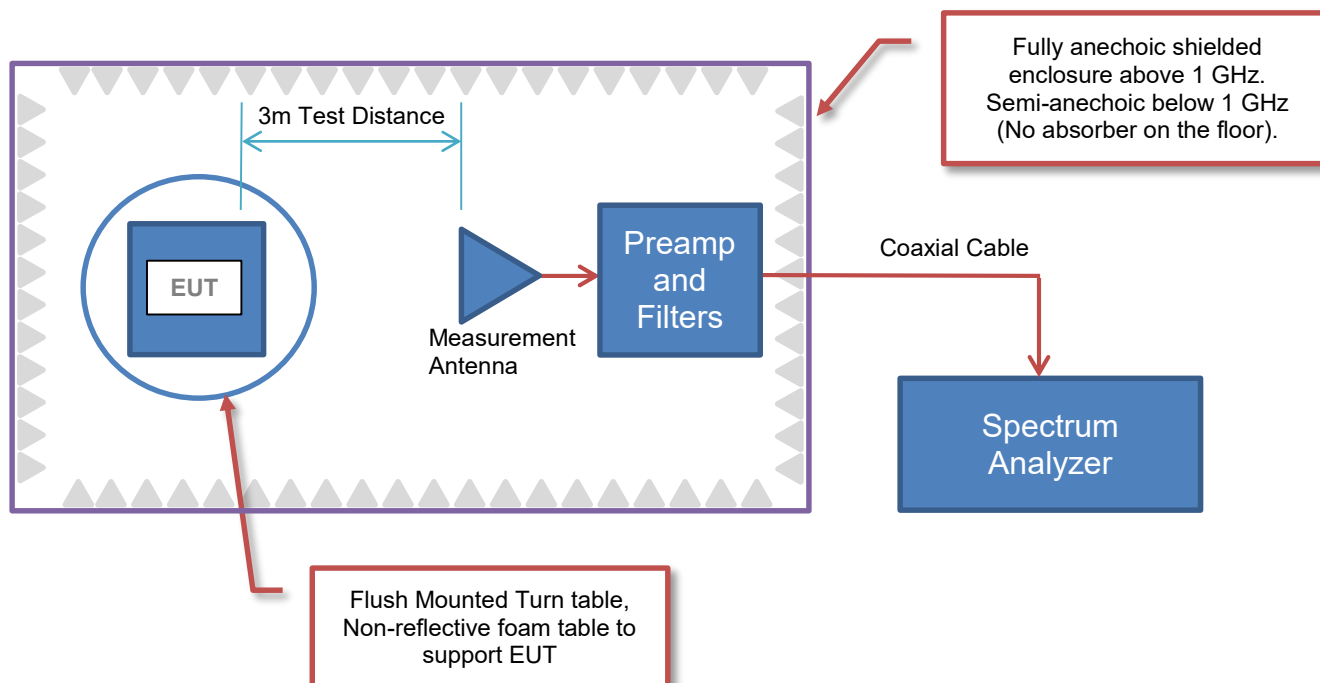 Fully anechoic shielded
enclosure above 1 GHz.
Semi-anechoic below 1 GHz
(No absorber on the floor).
3m Test Distance
EUT
Measurement
Antenna
Preamp
and
Filters
Coaxial Cable
Spectrum
Analyzer
Flush Mounted Turn table,
Non-reflective foam table to
support EUT